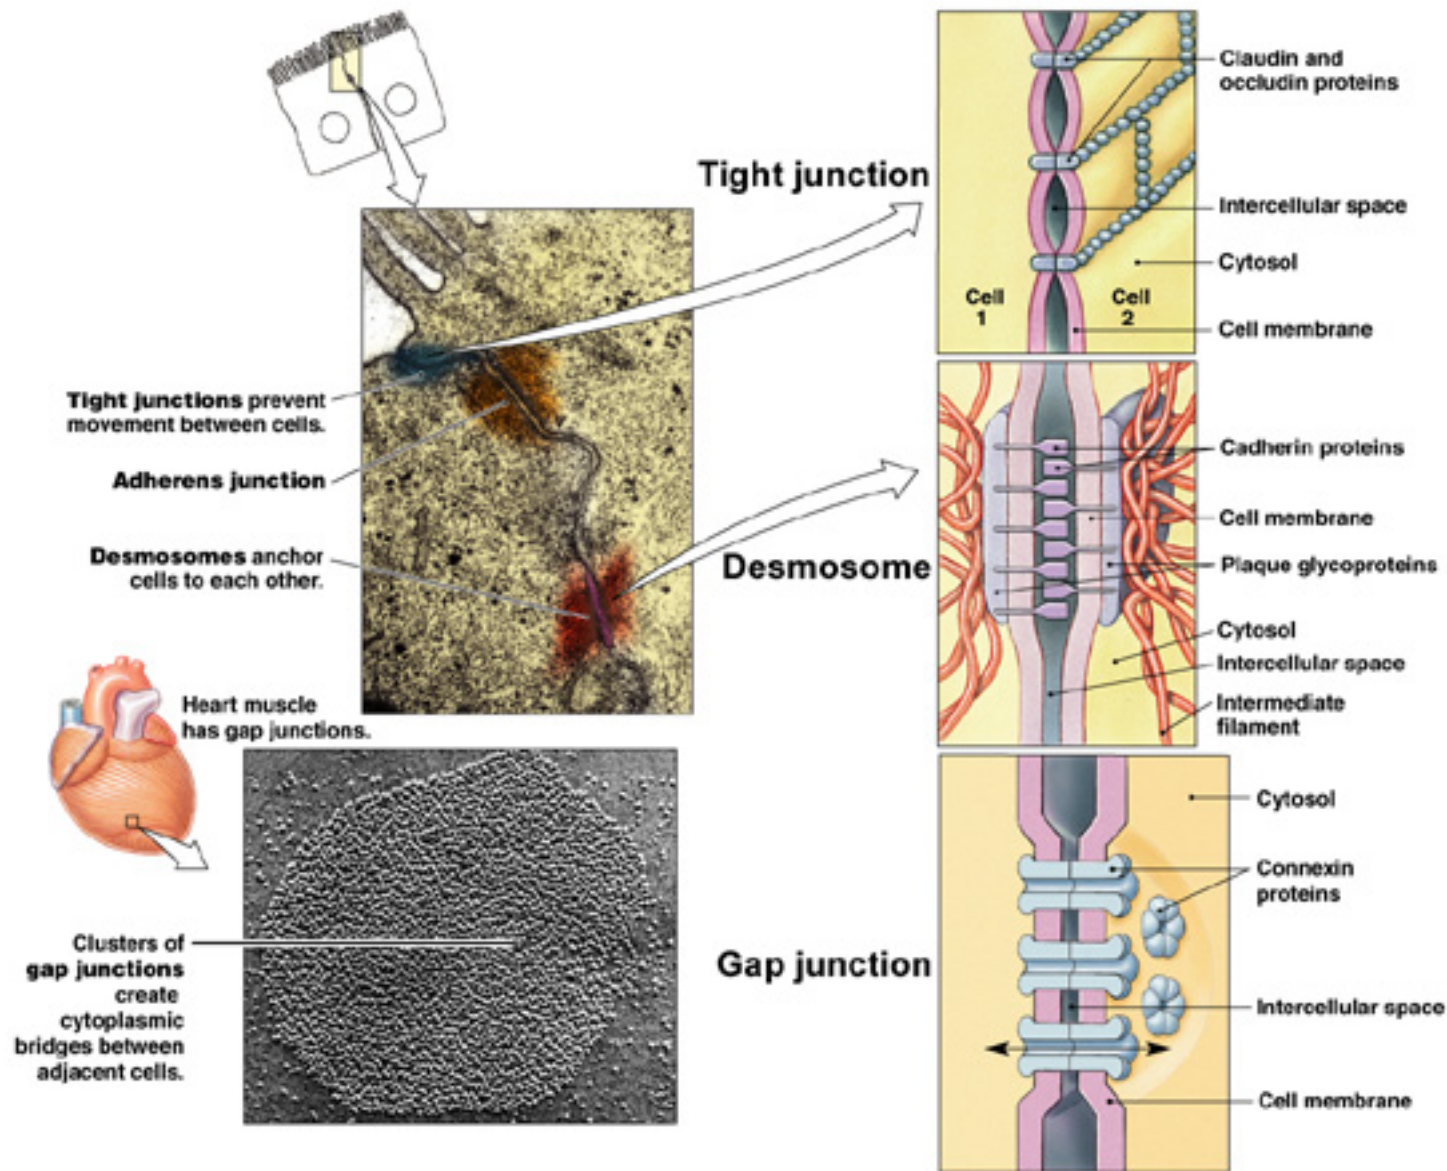 Tight junction
Claudin and
occludin proteins
Intercellular space
Cytosol
Cell
1
Cell
2
Cell membrane
Tight junctions prevent
movement between cells.
Adherens junction
Desmosomes anchor
cells to each other.
Desmosome
Cadherin proteins
Cell membrane
Plaque glycoproteins
Cytosol
Intercellular space
Intermediate
filament
Heart muscle
has gap junctions.
Clusters of
gap junctions
create
cytoplasmic
bridges between
adjacent cells.
Gap junction
Cytosol
Connexin
proteins
Intercellular space
Cell membrane